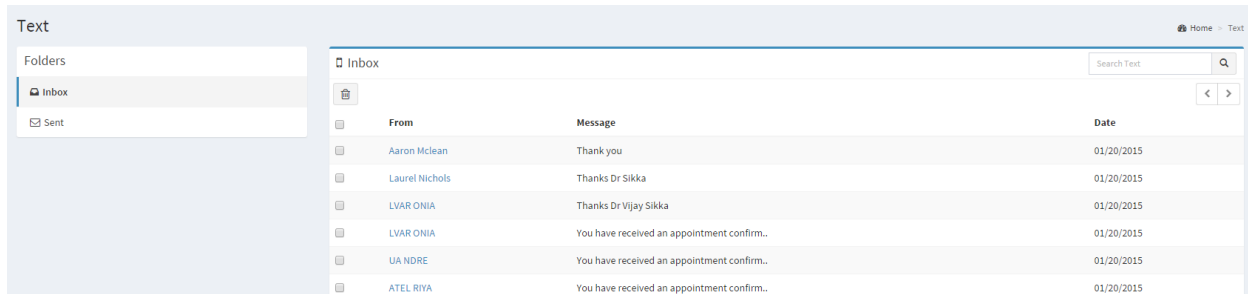 Text
Home > Text
Folders
Inbox
Sent
Inbox
Search Text
From Message Date
Aaron Mclean Thank you 01/20/2015
Laurel Nichols Thanks Dr Sikka 01/20/2015
LVAR ONIA Thanks Dr Vijay Sikka 01/20/2015
LVAR ONIA You have received an appointment confirm.. 01/20/2015
UA NDRE You have received an appointment confirm.. 01/20/2015
ATEL RIYA You have received an appointment confirm.. 01/20/2015